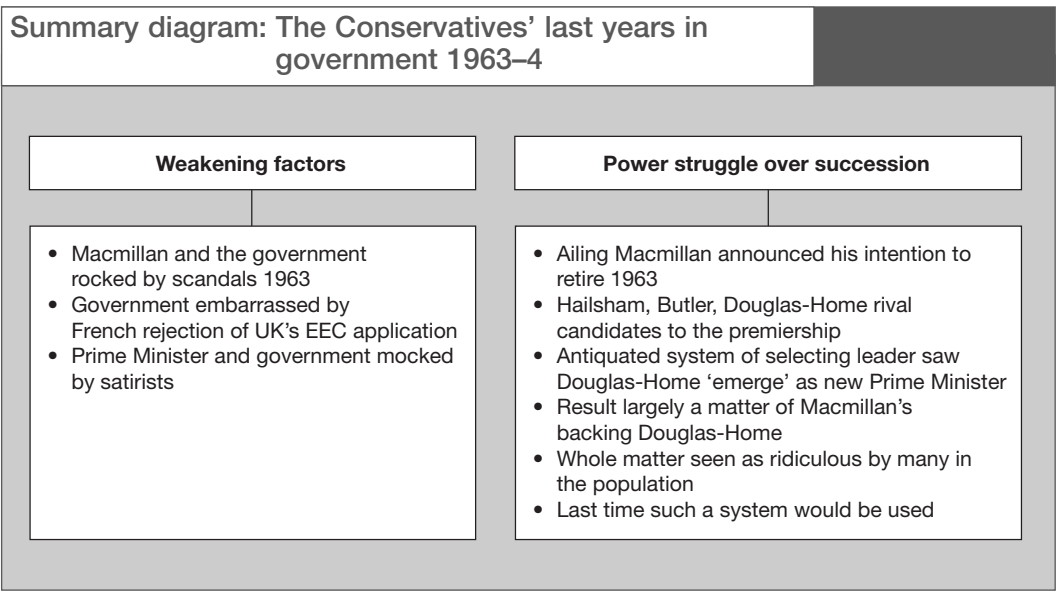 Summary diagram: The Conservatives’ last years in
government 1963–4
Weakening factors
• Macmillan and the government
rocked by scandals 1963
• Government embarrassed by
French rejection of UK’s EEC application
• Prime Minister and government mocked
by satirists
Power struggle over succession
• Ailing Macmillan announced his intention to
retire 1963
• Hailsham, Butler, Douglas-Home rival
candidates to the premiership
• Antiquated system of selecting leader saw
Douglas-Home ‘emerge’ as new Prime Minister
• Result largely a matter of Macmillan’s
backing Douglas-Home
• Whole matter seen as ridiculous by many in
the population
• Last time such a system would be used